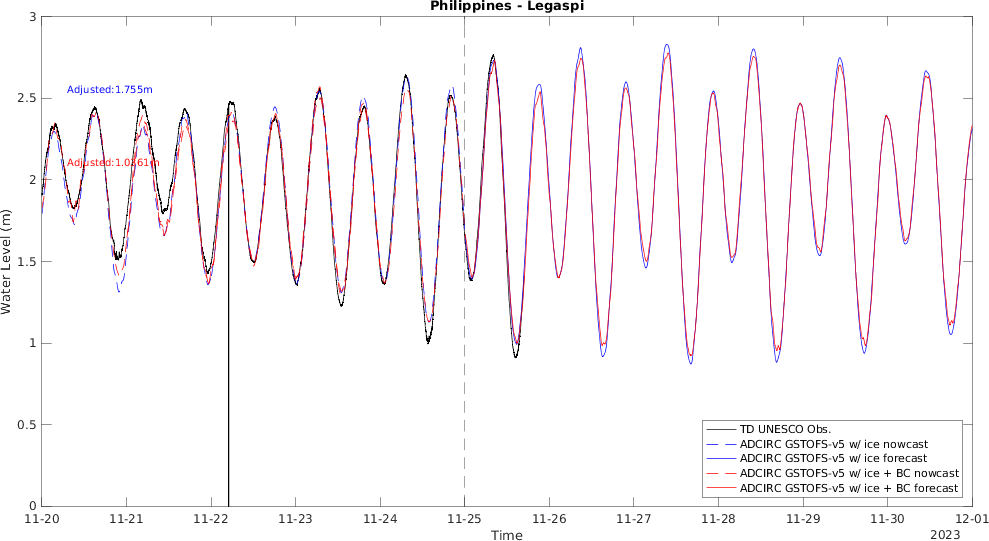 Philippines - Legaspi
3
2.5
2
1.5
1
0.5
0
Water Level (m)
Adjusted:1.755m
Adjusted:1.0361m
TD UNESCO Obs.
ADCIRC GSTOFS-v5 w/ ice nowcast
ADCIRC GSTOFS-v5 w/ ice forecast
ADCIRC GSTOFS-v5 w/ ice + BC nowcast
ADCIRC GSTOFS-v5 w/ ice + BC forecast
11-20 11-21 11-22 11-23 11-24 11-25 11-26 11-27 11-28 11-29 11-30 12-01
Time
2023